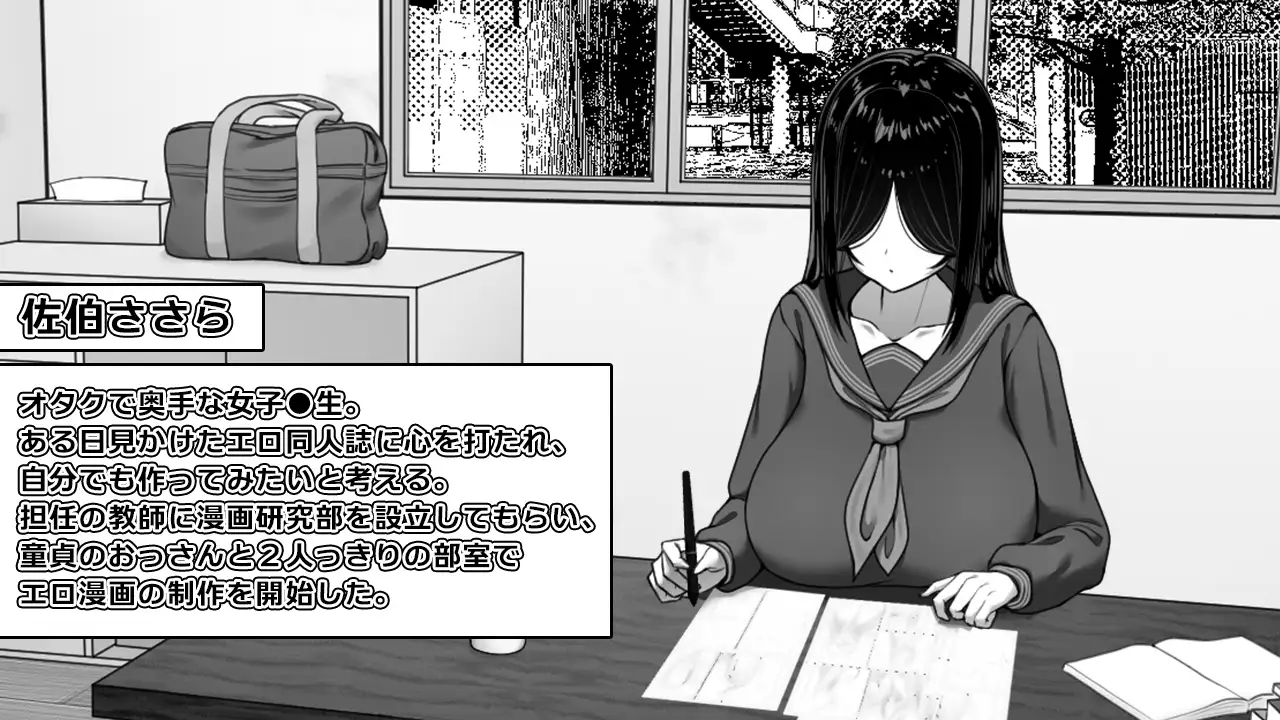 佐伯ささら
オタクで奥手な女子●生。
ある日見かけたエロ同人誌に心を打たれ、
自分でも作ってみたいと考える。
担任の教師に漫画研究部を設立してもらい、
童貞のおっさんと２人っきりの部室で
エロ漫画の制作を開始した。